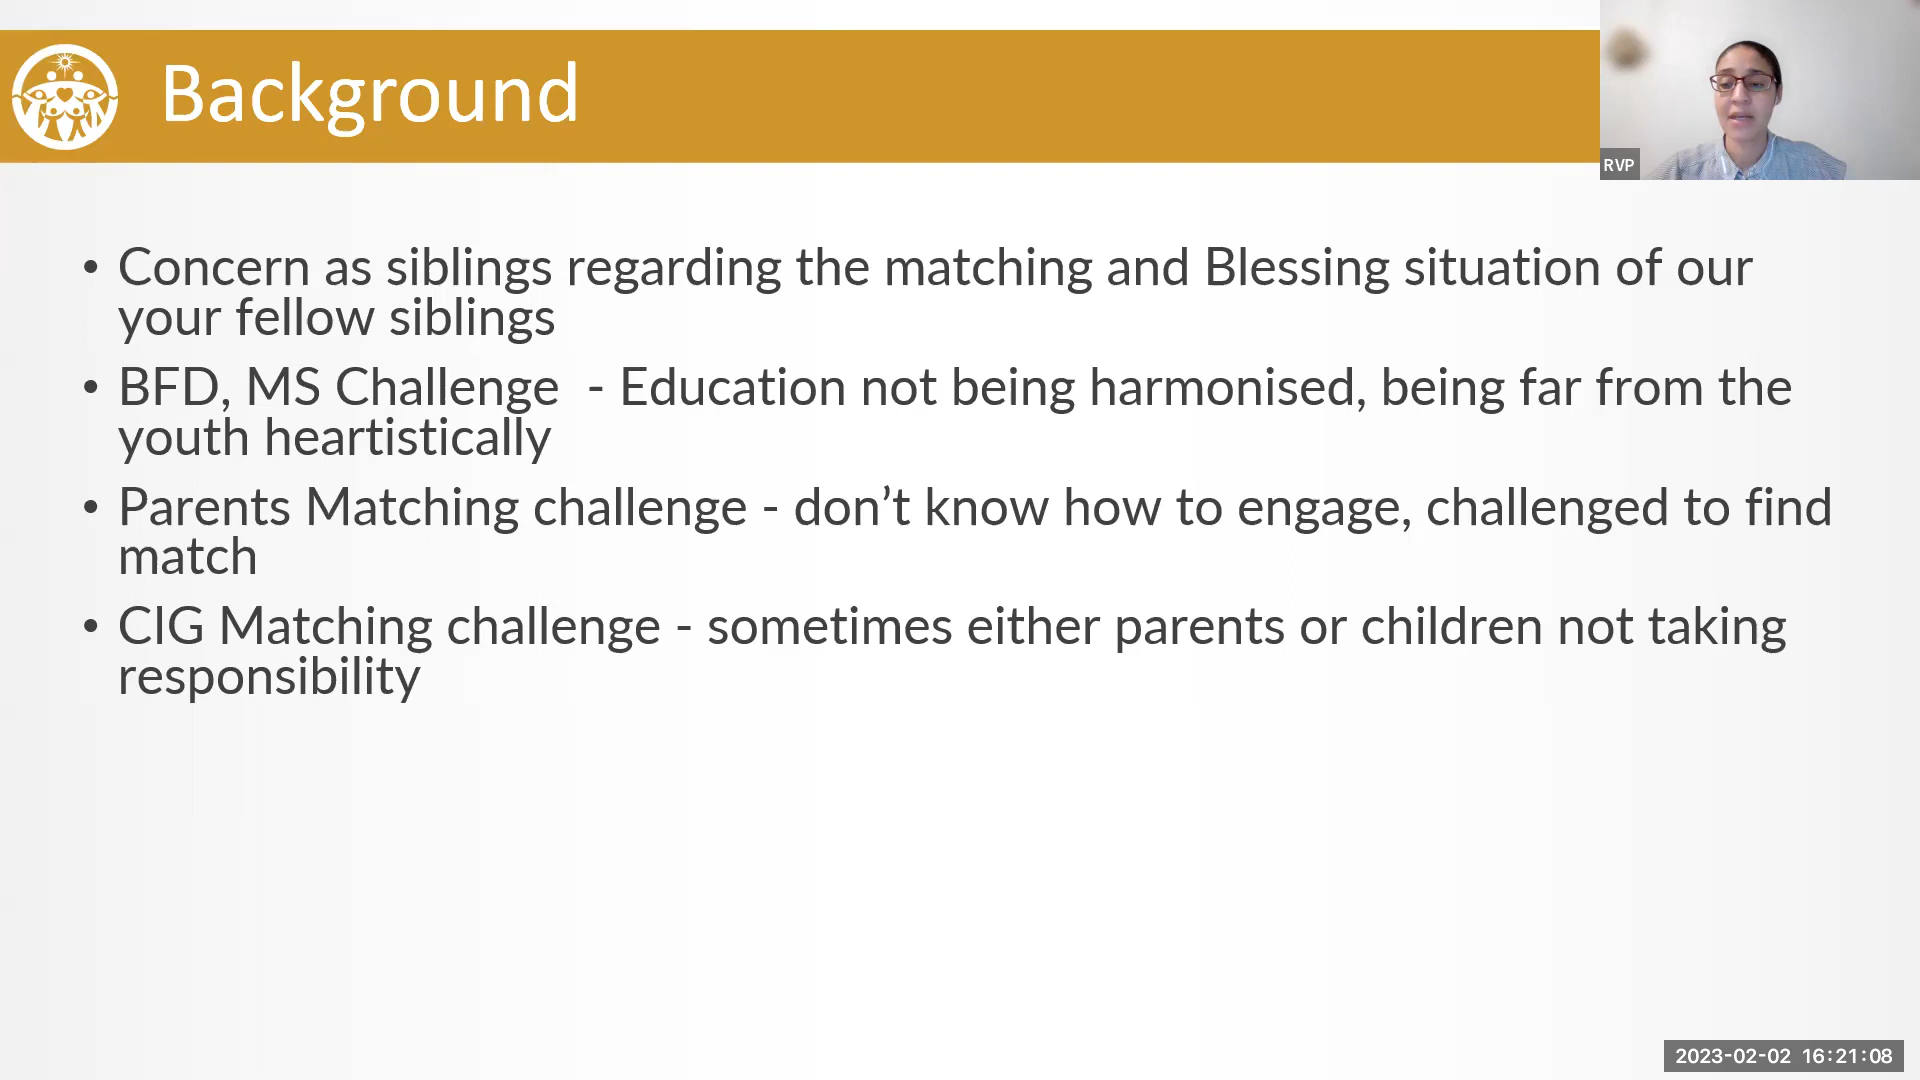 Background
RVP
• Concern as siblings regarding the matching and Blessing situation of our
your fellow siblings
• BFD, MS Challenge  - Education not being harmonised, being far from the
youth heartistically
• Parents Matching challenge - don’t know how to engage, challenged to find
match
• CIG Matching challenge - sometimes either parents or children not taking
responsibility
2023-02-02 16:21:08